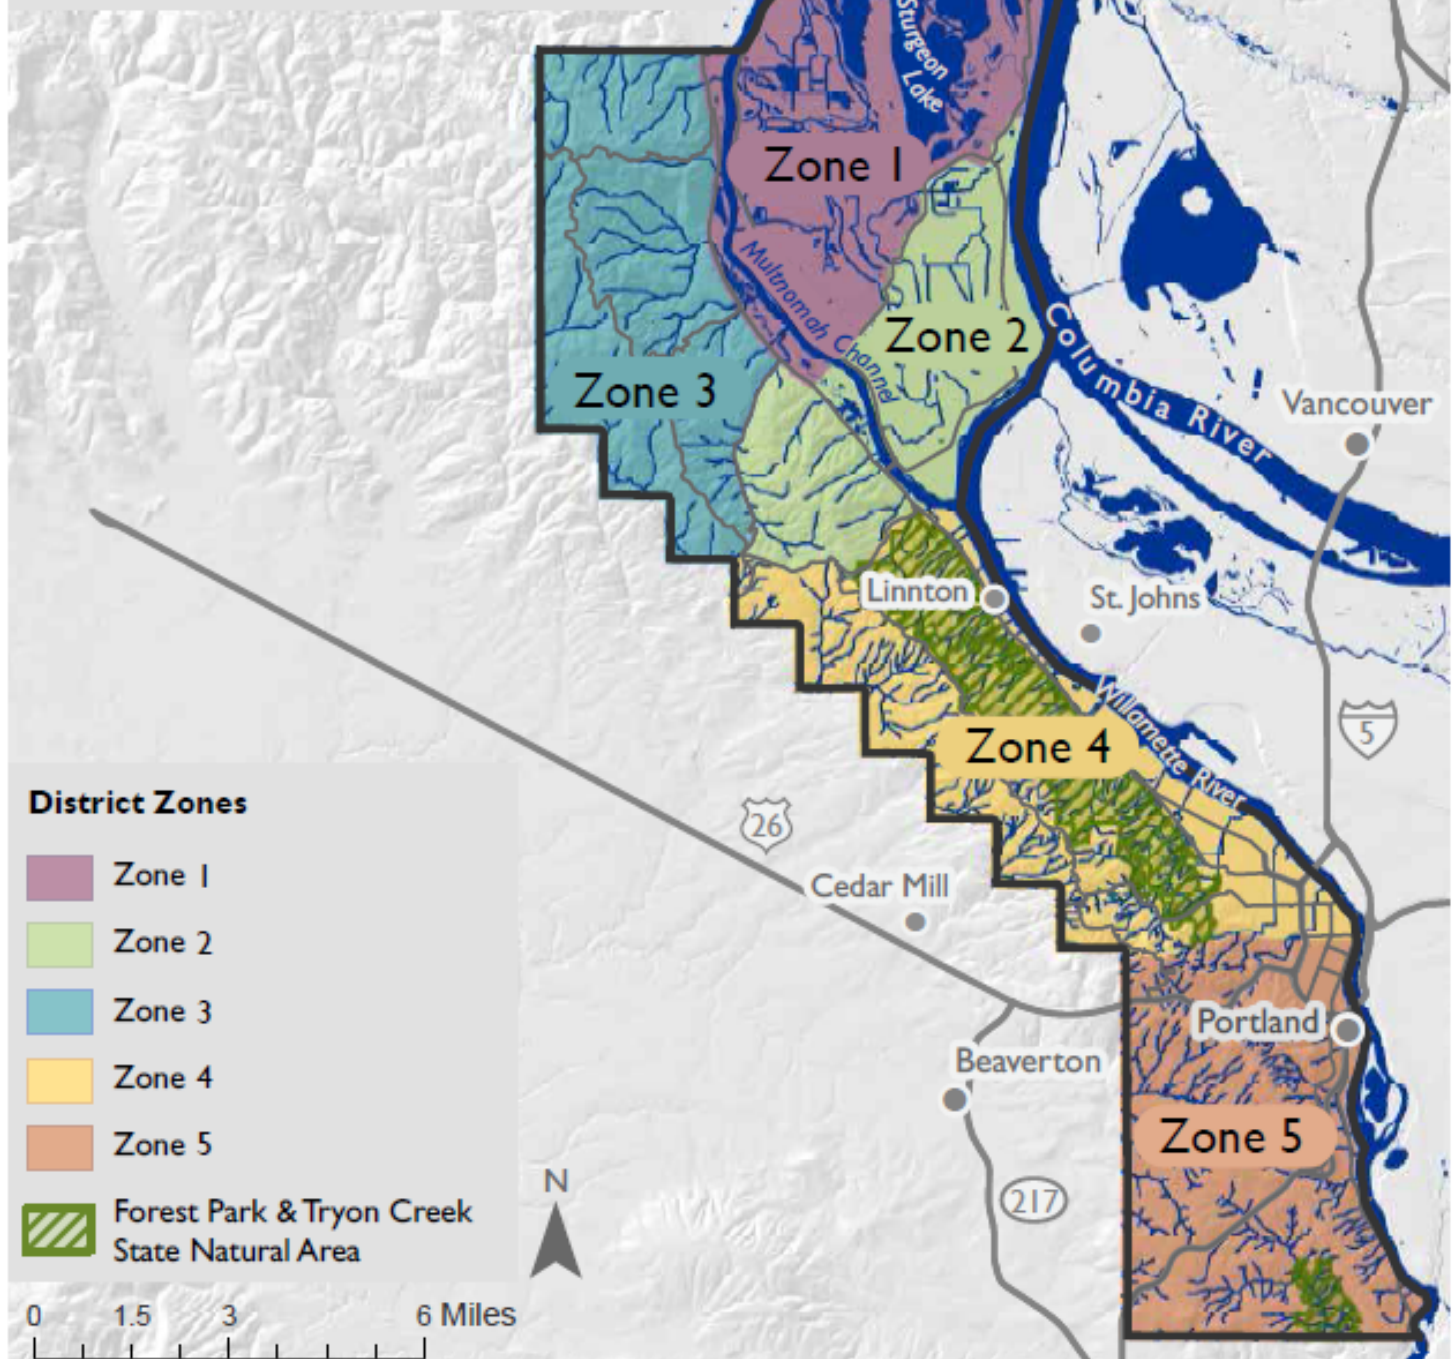 Sturgeon
Lake
Zone 1
Multnomah Channel
Zone 2
Zone 3
Columbia River
Vancouver
Linnton
St. Johns
Willamette River
Zone 4
5
26
Cedar Mill
Portland
Beaverton
Zone 5
217
District Zones
Zone 1
Zone 2
Zone 3
Zone 4
Zone 5
Forest Park & Tryon Creek
State Natural Area
N
0 1.5 3 6 Miles